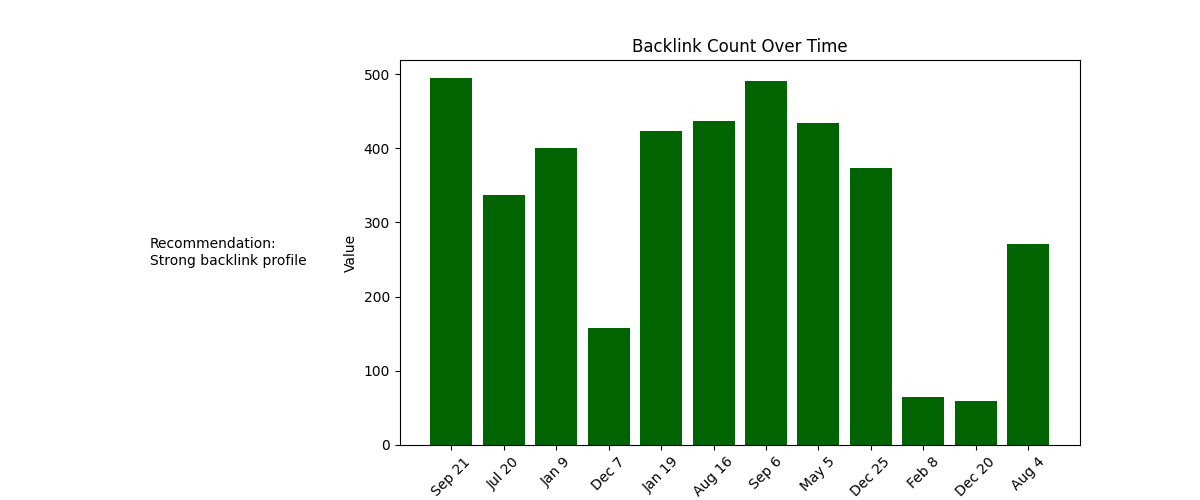 Backlink Count Over Time
Recommendation:
Strong backlink profile
Value
500
400
300
200
100
0
Sep 21
Jul 20
Jan 9
Dec 7
Jan 19
Aug 16
Sep 6
May 5
Dec 25
Feb 8
Dec 20
Aug 4